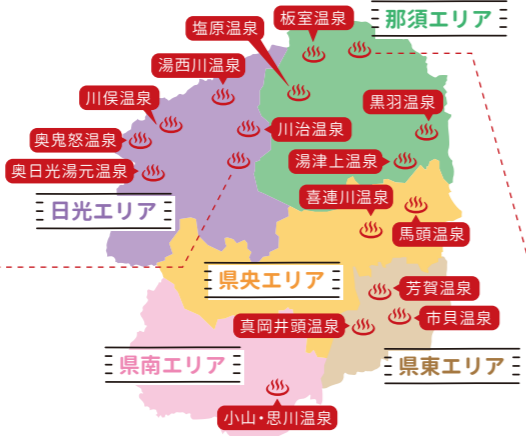 板室温泉
那須エリア
塩原温泉
湯西川温泉
川俣温泉
黒羽温泉
川治温泉
奥鬼怒温泉
湯津上温泉
奥日光湯元温泉
喜連川温泉
日光エリア
馬頭温泉
県央エリア
芳賀温泉
市貝温泉
真岡井頭温泉
県南エリア
県東エリア
小山・思川温泉